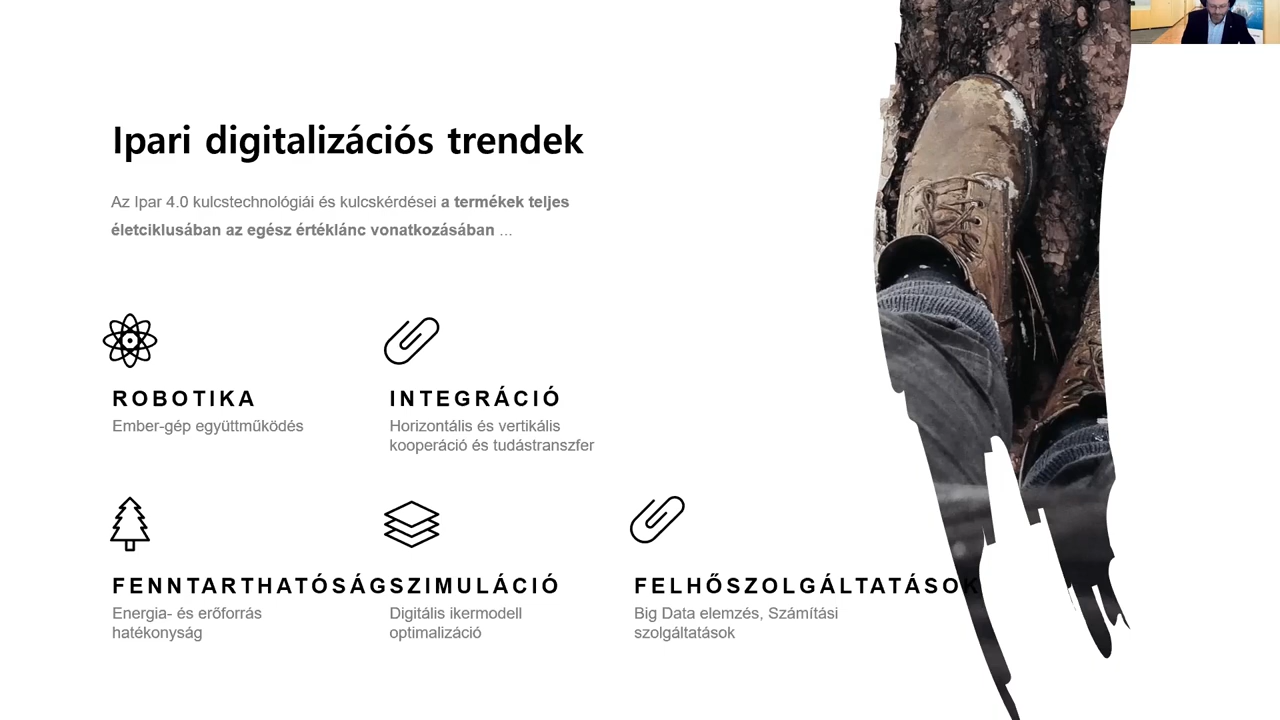 Ipari digitalizációs trendek
Az Ipar 4.0 kulcstechnológiái és kulcskérdései a termékek teljes
életciklusában az egész értéklánc vonatkozásában ...
ROBOTIKA
Ember-gép együttműködés
INTEGRÁCIÓ
Horizontális és vertikális
kooperáció és tudástranszfer
FENNTARTHATÓSÁG
Energia- és erőforrás
hatékonyság
SZIMULÁCIÓ
Digitális ikermodell
optimalizáció
FELHŐSZOLGÁLTATÁSOK
Big Data elemzés, Számítási
szolgáltatások